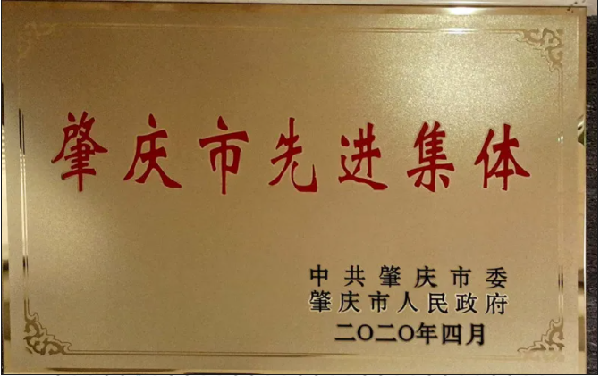 肇庆市先进集体
中共肇庆市委
肇庆市人民政府
二〇二〇年四月